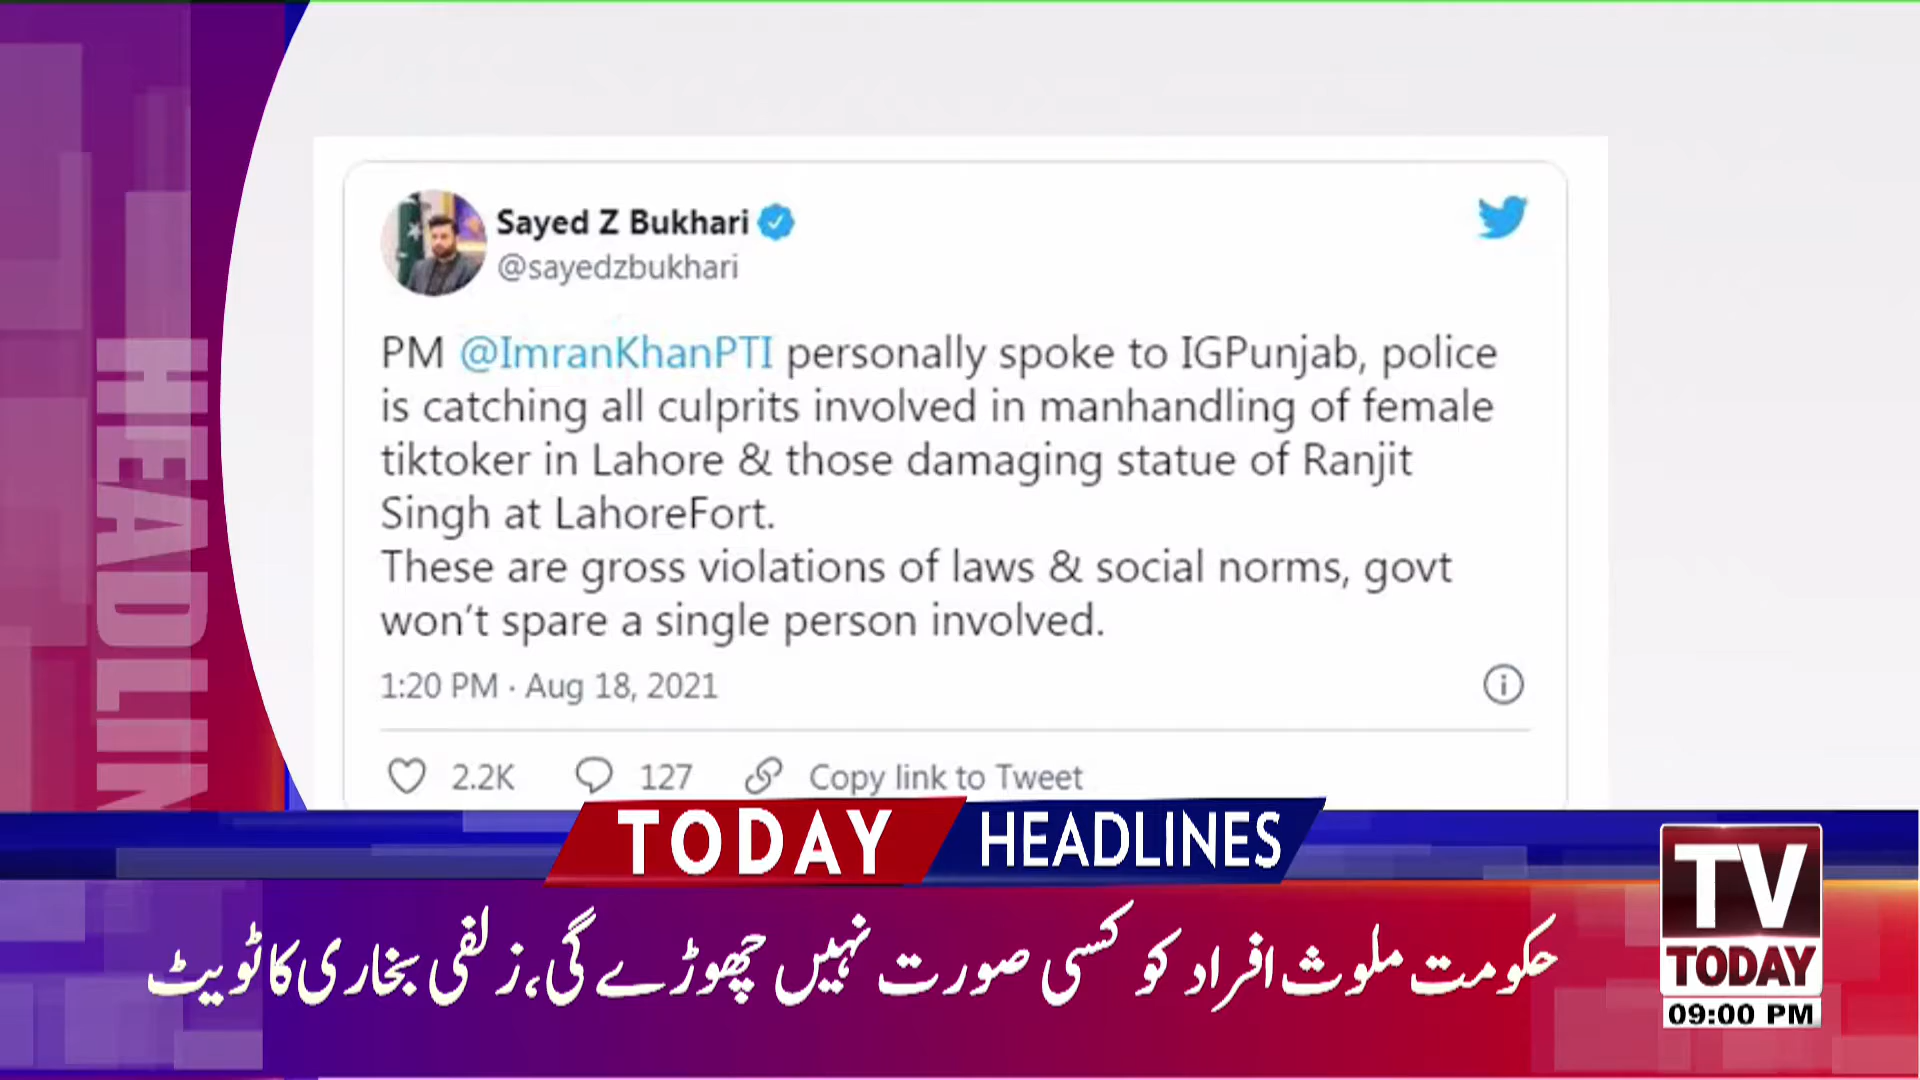 HEADLIN
Sayed Z Bukhari
@sayedzbukhari
PM @ImranKhanPTI personally spoke to IGPunjab, police
is catching all culprits involved in manhandling of female
tiktoker in Lahore & those damaging statue of Ranjit
Singh at LahoreFort.
These are gross violations of laws & social norms, govt
won't spare a single person involved.
1:20 PM · Aug 18, 2021
2.2K 127 Copy link to Tweet
TODAY HEADLINES
حکومت ملوث افراد کو کسی صورت نہیں چھوڑے گی، زلفی بخاری کا ٹویٹ
TV
TODAY
09:00 PM